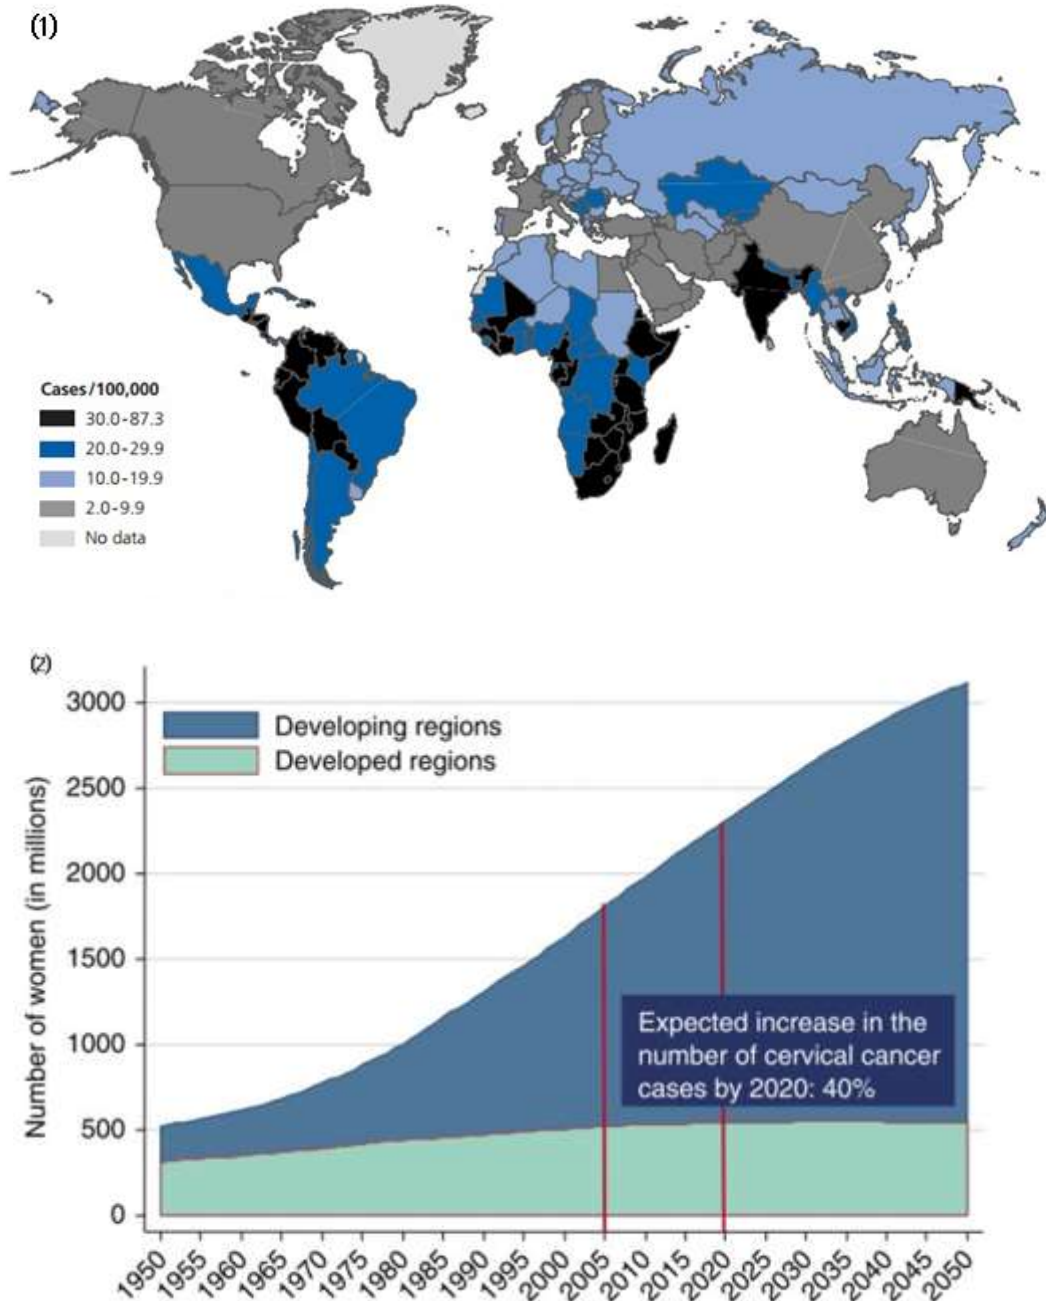 (1)
Cases/100,000
30.0-87.3
20.0-29.9
10.0-19.9
2.0-9.9
No data
(2)
Number of women (in millions)
3000
2500
2000
1500
1000
500
0
Developing regions
Developed regions
Expected increase in the
number of cervical cancer
cases by 2020: 40%
1950 1955 1960 1965 1970 1975 1980 1985 1990 1995 2000 2005 2010 2015 2020 2025 2030 2035 2040 2045 2050